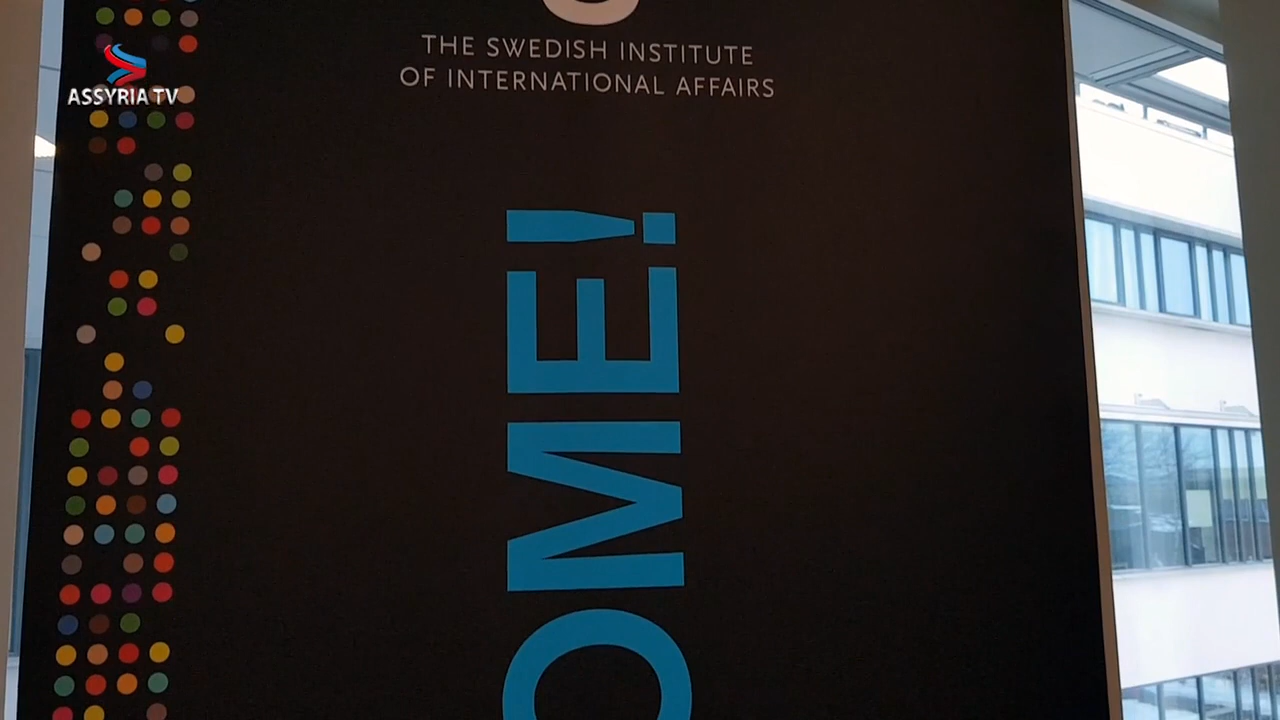 THE SWEDISH INSTITUTE
OF INTERNATIONAL AFFAIRS
ASSYRIA TV
OME!